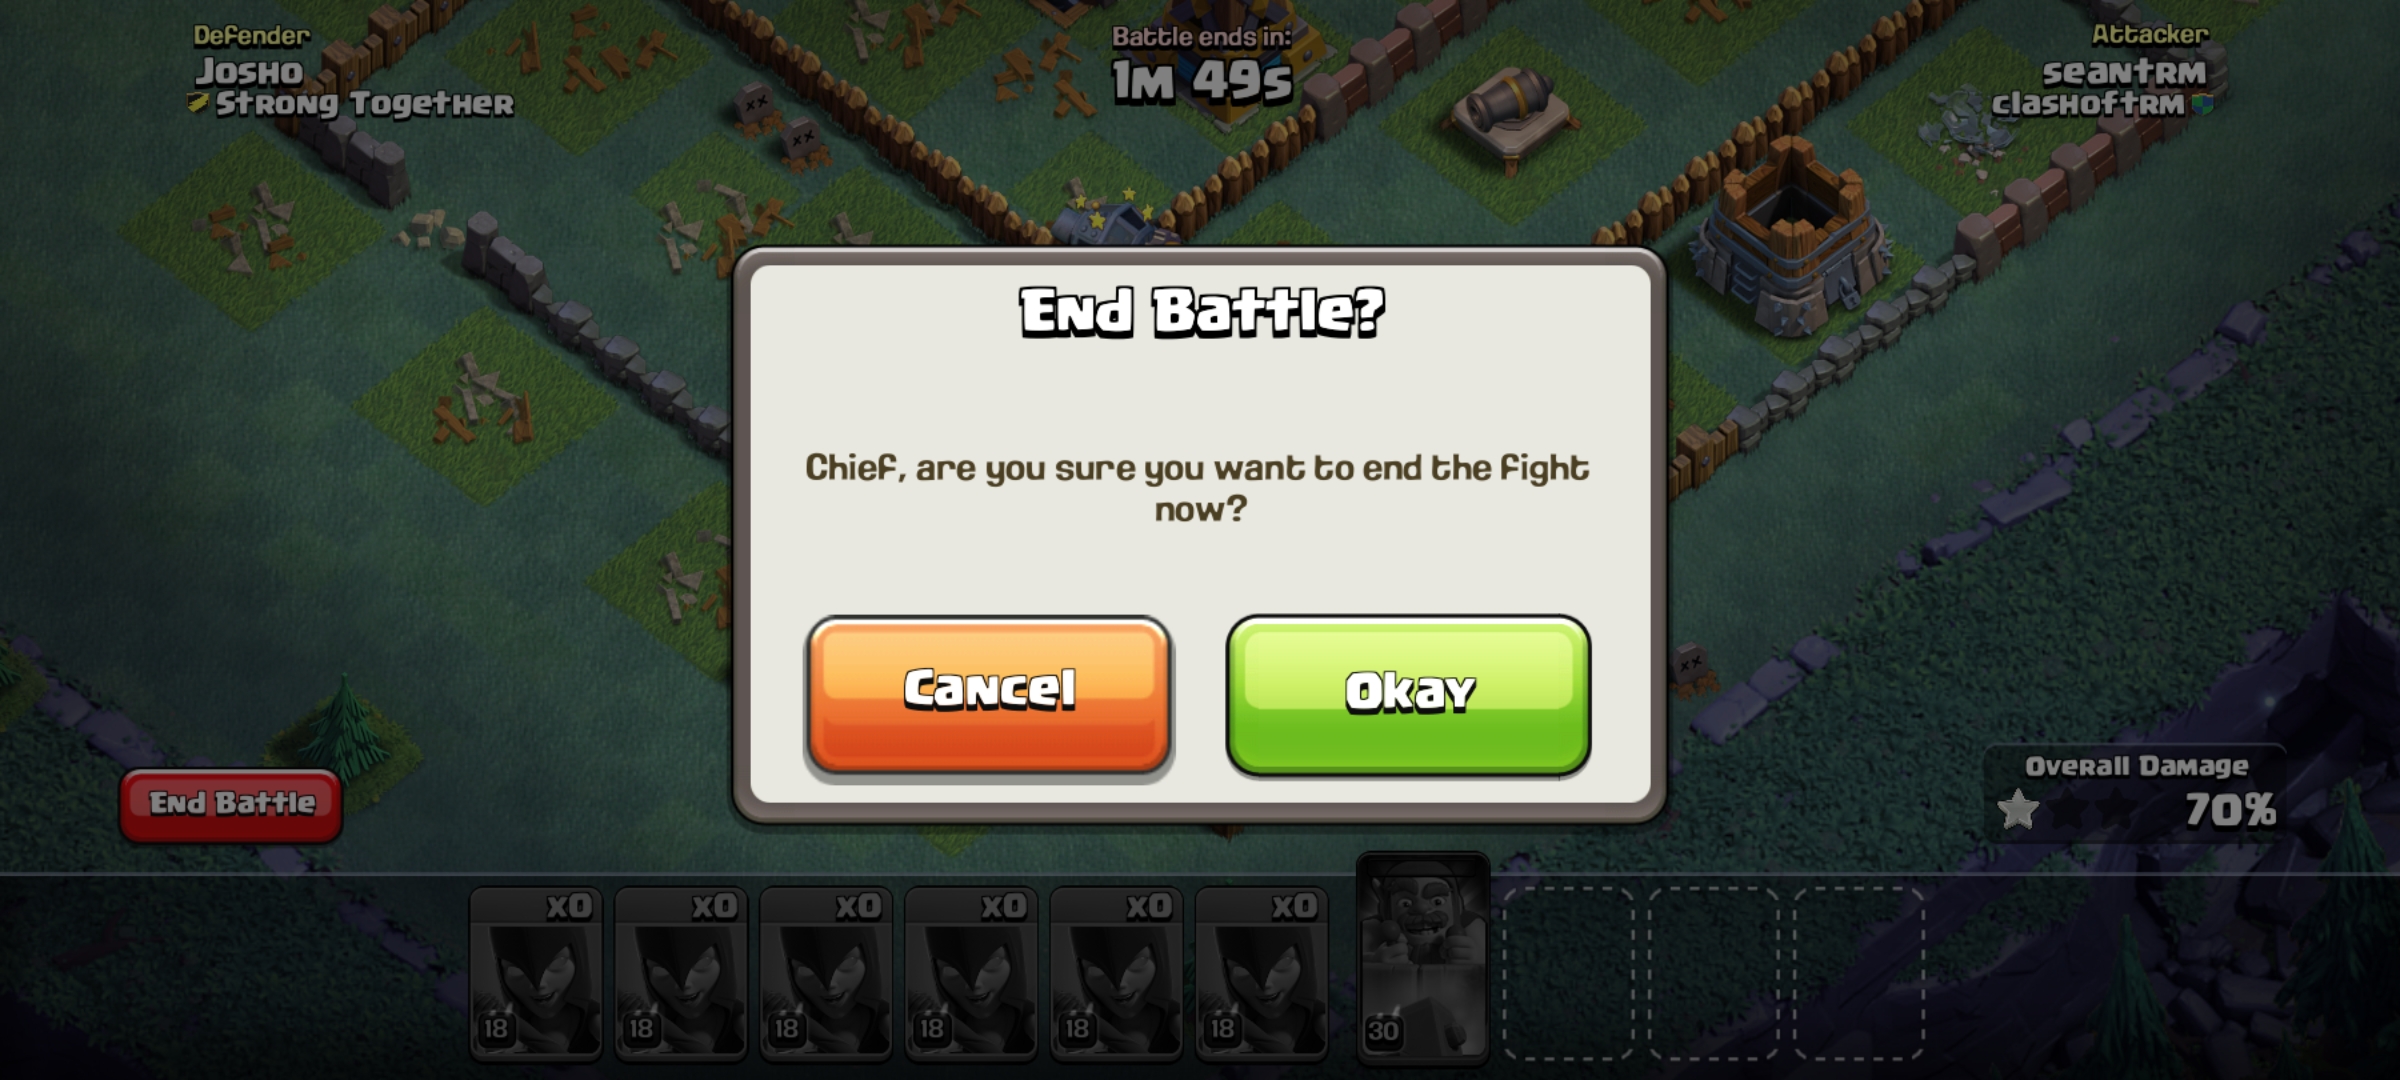 Defender
Josho
Strong Together
Battle ends in:
1M 49s
Attacker
seantRM
clashoftRM
End Battle?
Chief, are you sure you want to end the fight
now?
Cancel
Okay
End Battle
Overall Damage
70%
x0
x0
x0
x0
x0
x0
18
18
18
18
18
18
30